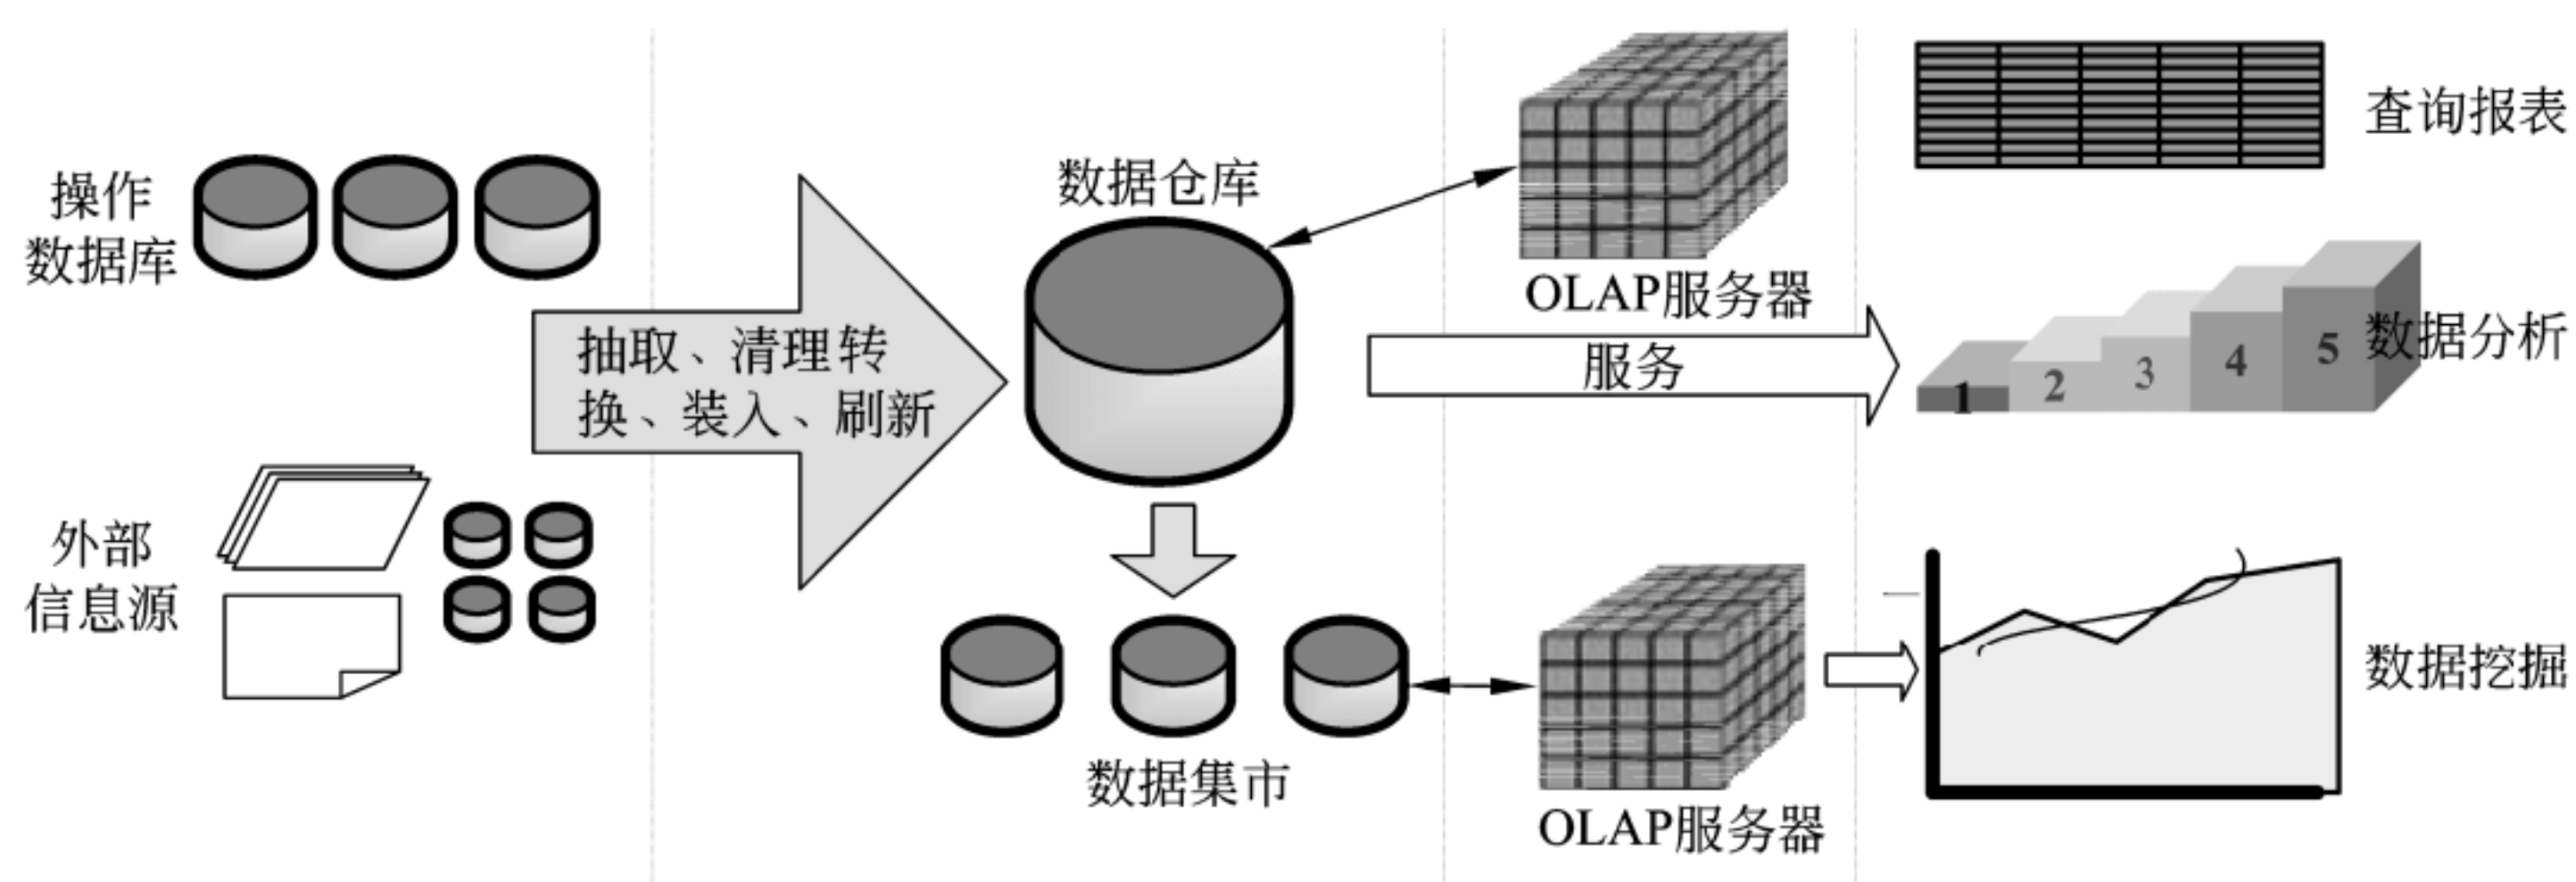 操作
数据库
外部
信息源
抽取、清理转
换、装入、刷新
数据仓库
数据集市
OLAP服务器
服务
OLAP服务器
查询报表
1 2 3 4 5
数据分析
数据挖掘